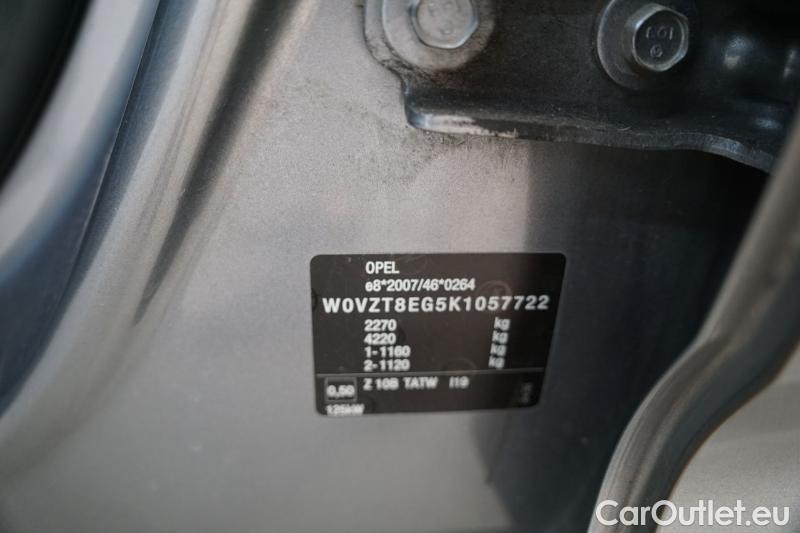 OPEL
e8*2007/46*0264
W0VZT8EG5K1057722
2270 kg
4220 kg
1-1160 kg
2-1120 kg
0,50 Z 10B TATW I19
125kW
CarOutlet.eu